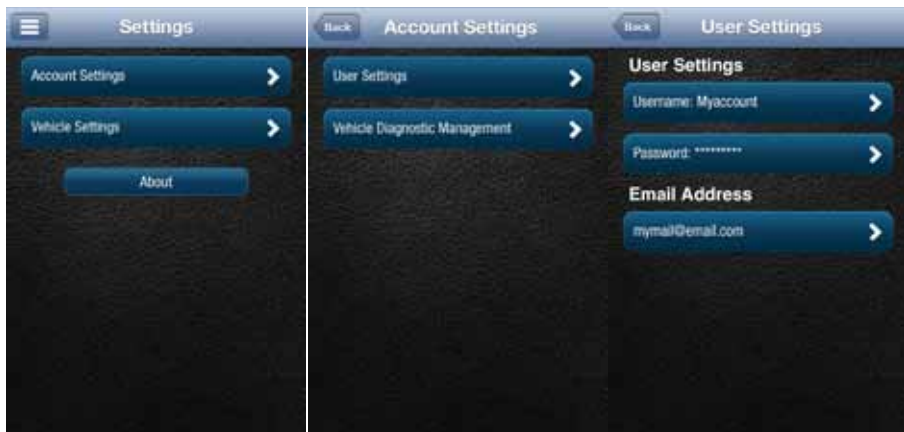 Settings
Account Settings
Vehicle Settings
About
Back
Account Settings
User Settings
Vehicle Diagnostic Management
Back
User Settings
User Settings
Username: Myaccount
Password: *********
Email Address
mymail@email.com